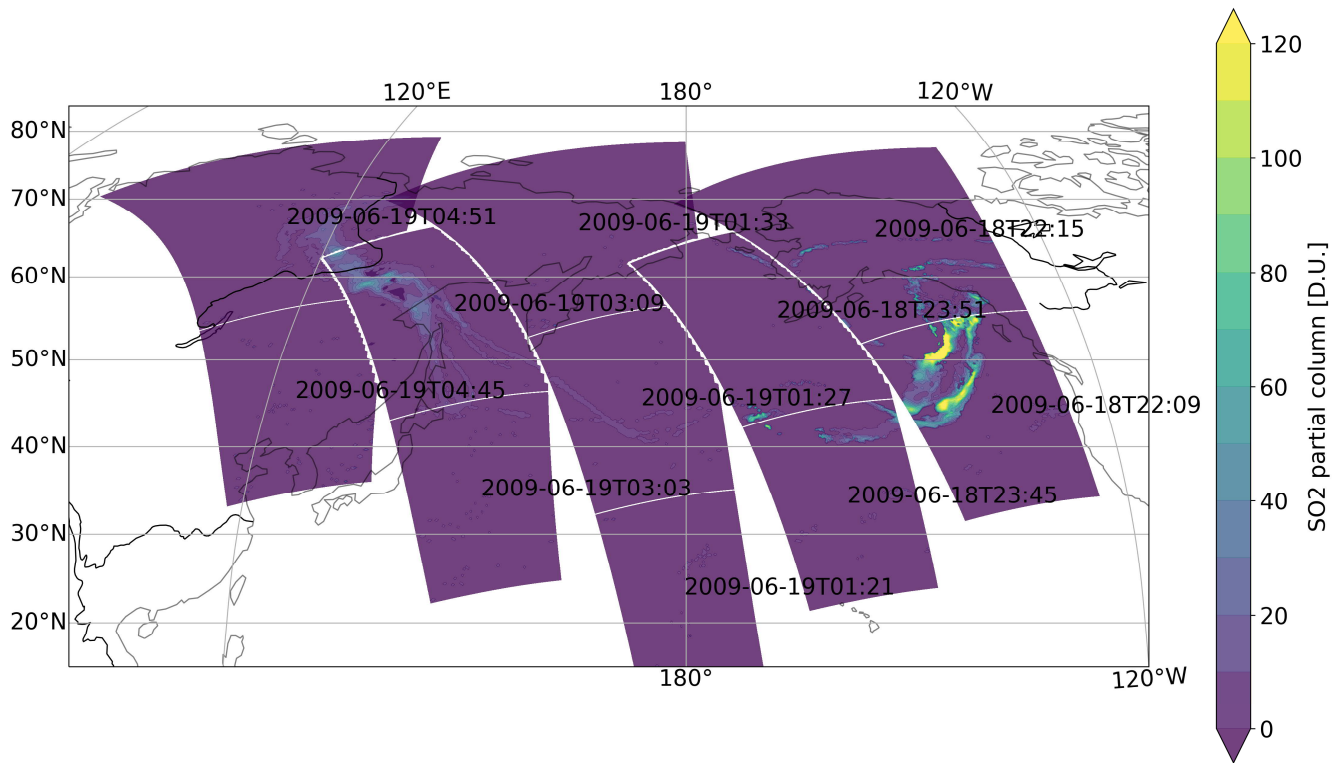 120°E 180° 120°W
80°N
70°N
60°N
50°N
40°N
30°N
20°N
2009-06-19T04:51
2009-06-19T01:33
2009-06-18T22:15
2009-06-19T03:09
2009-06-18T23:51
2009-06-19T04:45
2009-06-19T01:27
2009-06-18T22:09
2009-06-19T03:03
2009-06-18T23:45
2009-06-19T01:21
180°
120°W
120
100
80
60
40
20
0
SO2 partial column [D.U.]